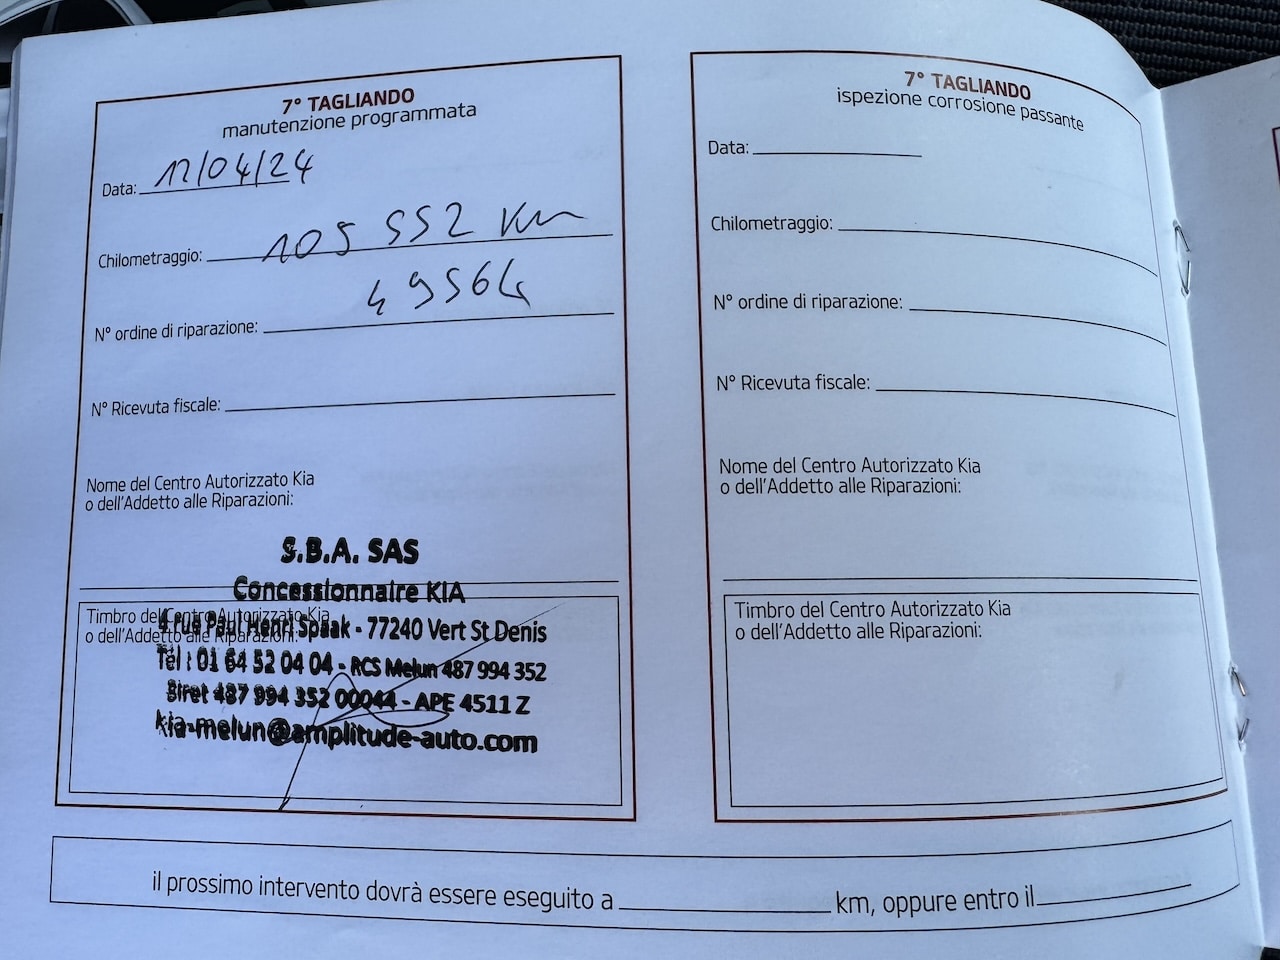 7° TAGLIANDO
manutenzione programmata
Data: 12/04/24
Chilometraggio: 105 552 Km
N° ordine di riparazione: 49564
N° Ricevuta fiscale:
Nome del Centro Autorizzato Kia
o dell'Addetto alle Riparazioni:
S.B.A. SAS
Concessionnaire KIA
Timbro del Centro Autorizzato Kia
o dell'Addetto alle Riparazioni:
4 rue Paul Henri Spaak - 77240 Vert St Denis
Tél : 01 64 52 04 04 - RCS Melun 487 994 352
Siret 487 994 352 00044 - APE 4511 Z
kia-melun@amplitude-auto.com
7° TAGLIANDO
ispezione corrosione passante
Data:
Chilometraggio:
N° ordine di riparazione:
N° Ricevuta fiscale:
Nome del Centro Autorizzato Kia
o dell'Addetto alle Riparazioni:
Timbro del Centro Autorizzato Kia
o dell'Addetto alle Riparazioni:
il prossimo intervento dovrà essere eseguito a km, oppure entro il